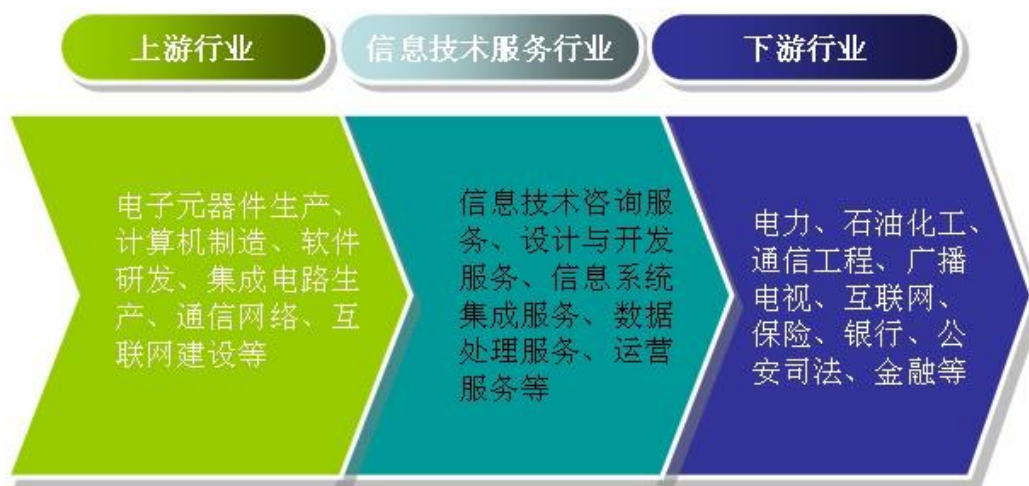 上游行业
信息技术服务行业
下游行业
电子元器件生产、
计算机制造、软件
研发、集成电路生
产、通信网络、互
联网建设等
信息技术咨询服
务、设计与开发
服务、信息系统
集成服务、数据
处理服务、运营
服务等
电力、石油化工、
通信工程、广播
电视、互联网、
保险、银行、公
安司法、金融等